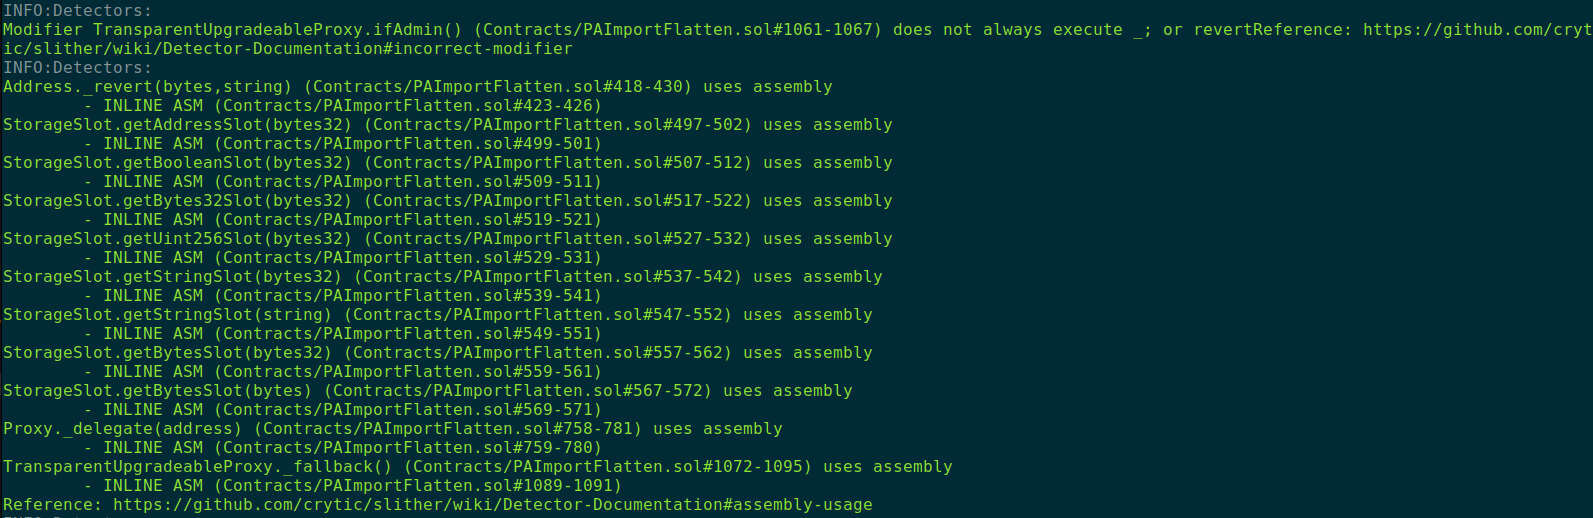 INFO:Detectors:
Modifier TransparentUpgradeableProxy.ifAdmin() (Contracts/PAImportFlatten.sol#1061-1067) does not always execute _; or revertReference: https://github.com/cryt
ic/slither/wiki/Detector-Documentation#incorrect-modifier
INFO:Detectors:
Address._revert(bytes,string) (Contracts/PAImportFlatten.sol#418-430) uses assembly
        - INLINE ASM (Contracts/PAImportFlatten.sol#423-426)
StorageSlot.getAddressSlot(bytes32) (Contracts/PAImportFlatten.sol#497-502) uses assembly
        - INLINE ASM (Contracts/PAImportFlatten.sol#499-501)
StorageSlot.getBooleanSlot(bytes32) (Contracts/PAImportFlatten.sol#507-512) uses assembly
        - INLINE ASM (Contracts/PAImportFlatten.sol#509-511)
StorageSlot.getBytes32Slot(bytes32) (Contracts/PAImportFlatten.sol#517-522) uses assembly
        - INLINE ASM (Contracts/PAImportFlatten.sol#519-521)
StorageSlot.getUint256Slot(bytes32) (Contracts/PAImportFlatten.sol#527-532) uses assembly
        - INLINE ASM (Contracts/PAImportFlatten.sol#529-531)
StorageSlot.getStringSlot(bytes32) (Contracts/PAImportFlatten.sol#537-542) uses assembly
        - INLINE ASM (Contracts/PAImportFlatten.sol#539-541)
StorageSlot.getStringSlot(string) (Contracts/PAImportFlatten.sol#547-552) uses assembly
        - INLINE ASM (Contracts/PAImportFlatten.sol#549-551)
StorageSlot.getBytesSlot(bytes32) (Contracts/PAImportFlatten.sol#557-562) uses assembly
        - INLINE ASM (Contracts/PAImportFlatten.sol#559-561)
StorageSlot.getBytesSlot(bytes) (Contracts/PAImportFlatten.sol#567-572) uses assembly
        - INLINE ASM (Contracts/PAImportFlatten.sol#569-571)
Proxy._delegate(address) (Contracts/PAImportFlatten.sol#758-781) uses assembly
        - INLINE ASM (Contracts/PAImportFlatten.sol#759-780)
TransparentUpgradeableProxy._fallback() (Contracts/PAImportFlatten.sol#1072-1095) uses assembly
        - INLINE ASM (Contracts/PAImportFlatten.sol#1089-1091)
Reference: https://github.com/crytic/slither/wiki/Detector-Documentation#assembly-usage